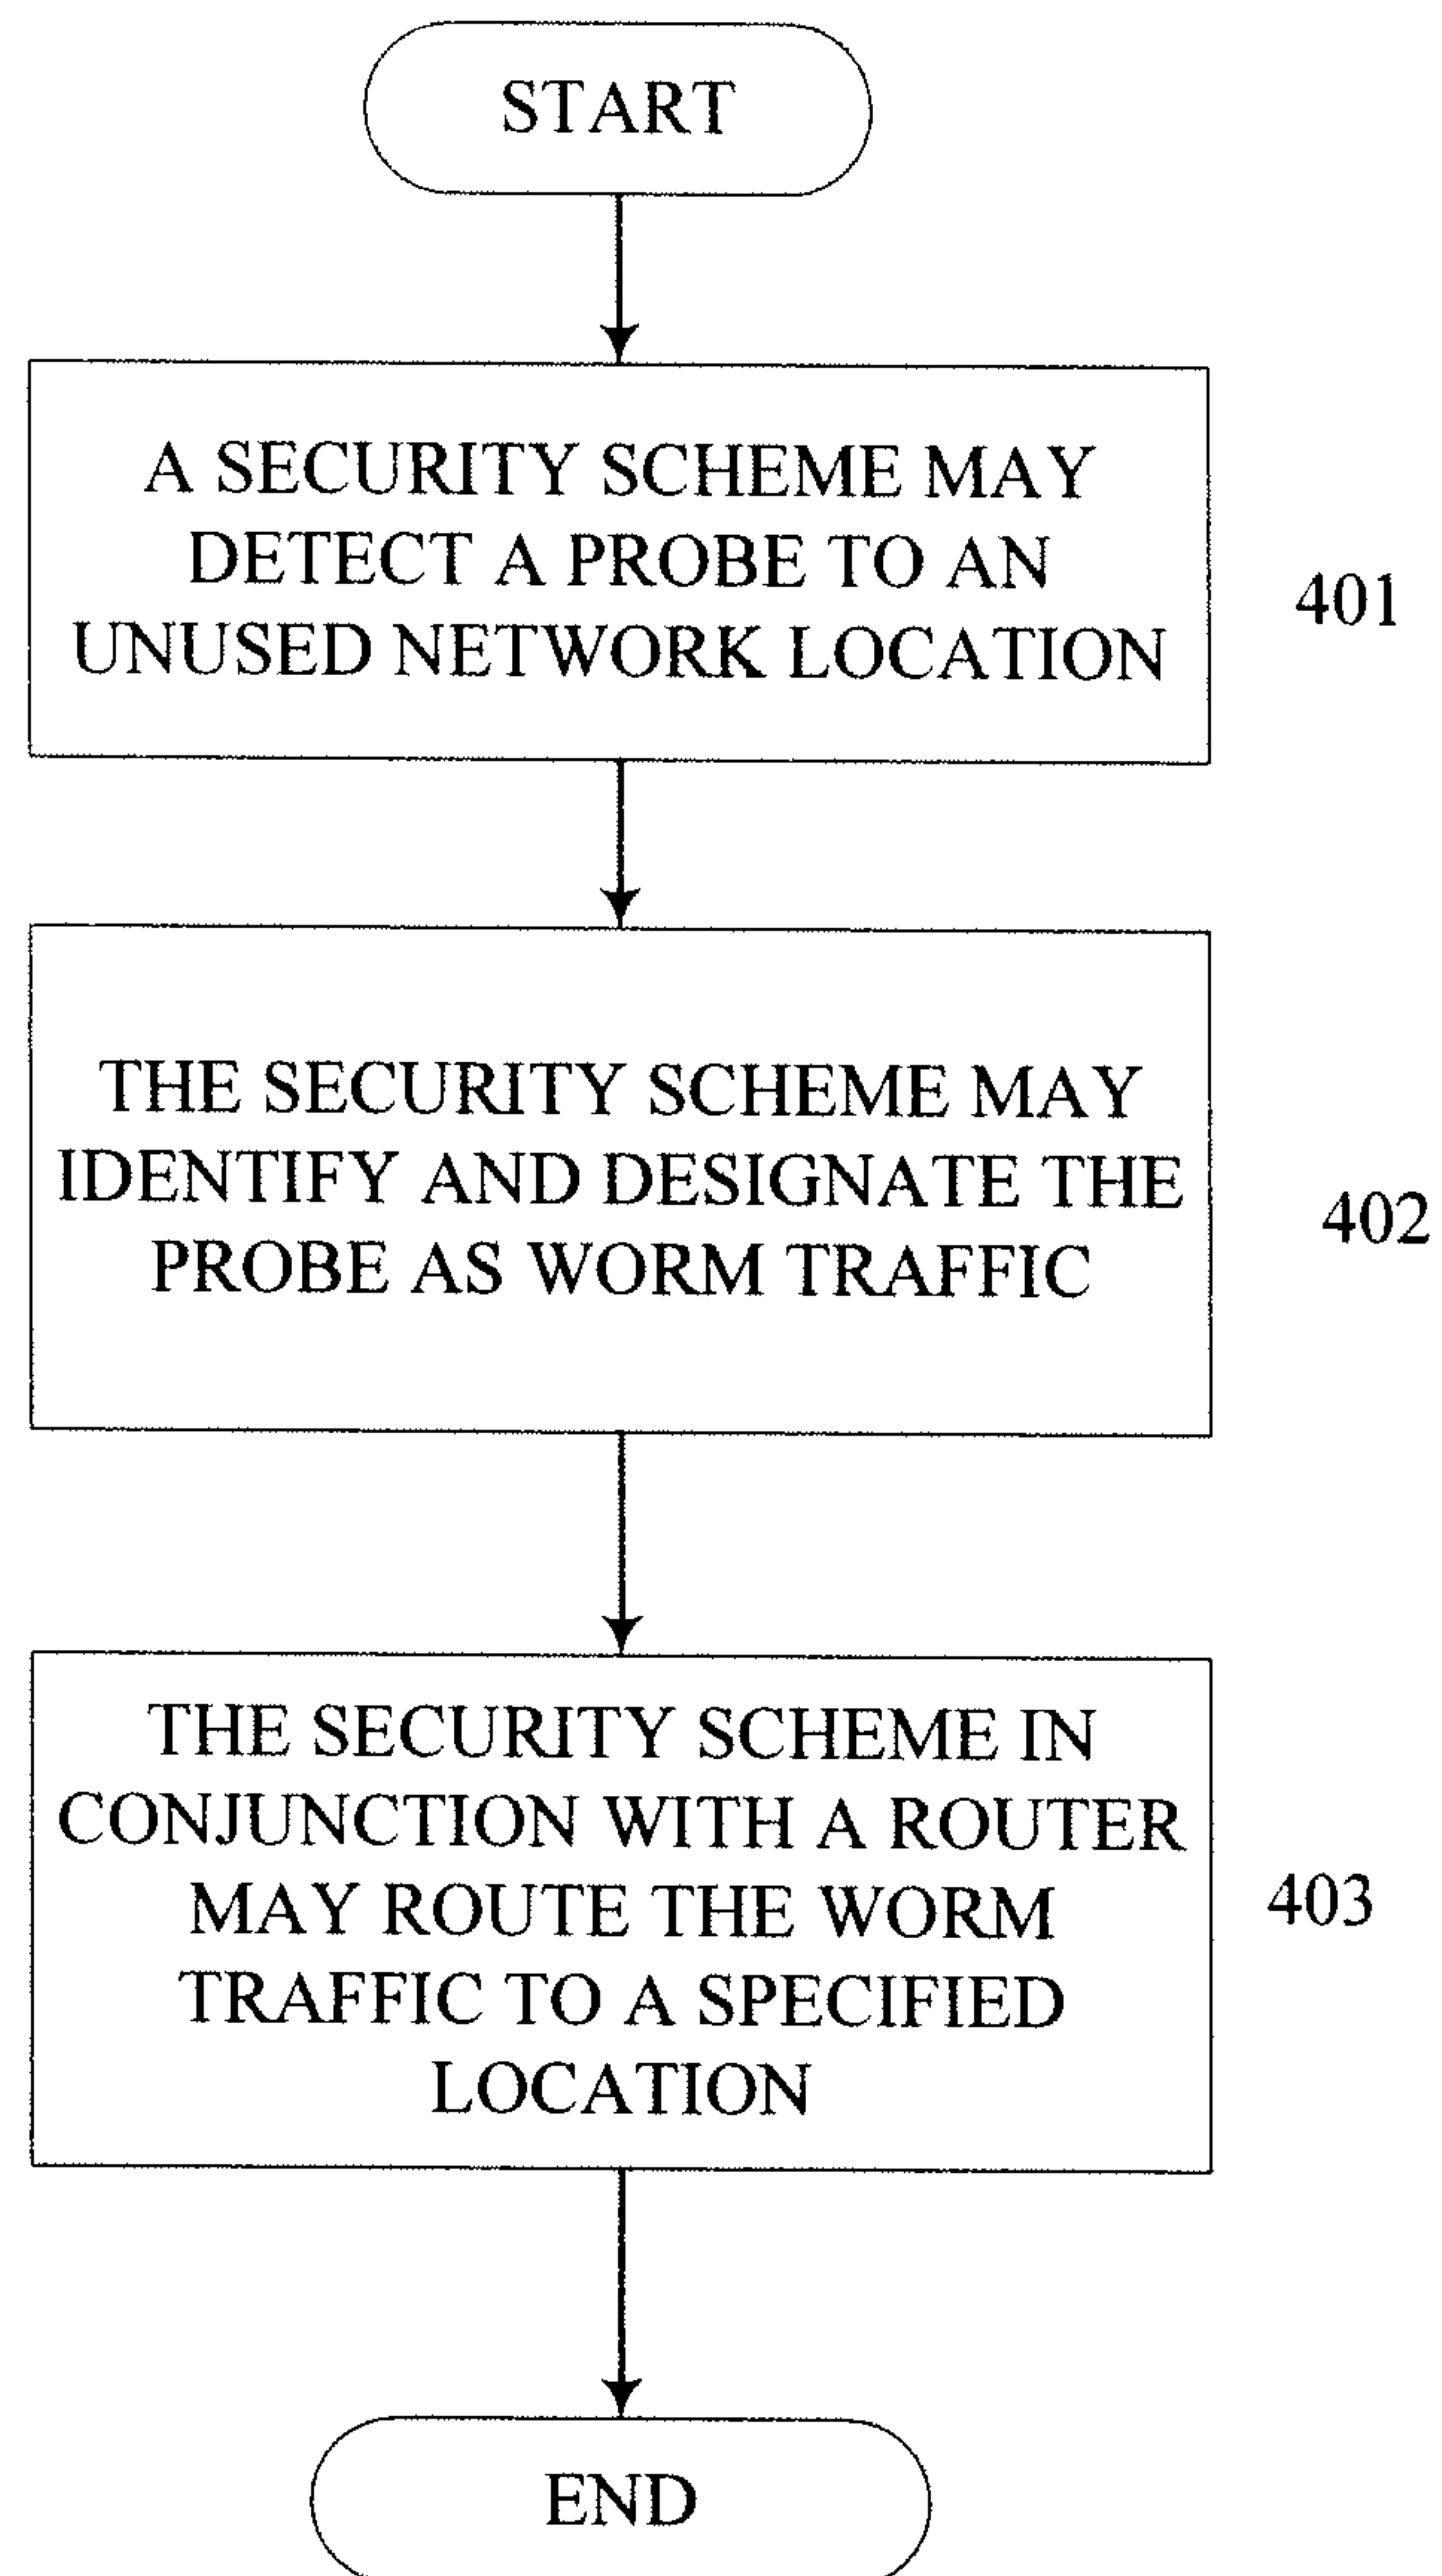 START
A SECURITY SCHEME MAY
DETECT A PROBE TO AN
UNUSED NETWORK LOCATION
401
THE SECURITY SCHEME MAY
IDENTIFY AND DESIGNATE THE
PROBE AS WORM TRAFFIC
402
THE SECURITY SCHEME IN
CONJUNCTION WITH A ROUTER
MAY ROUTE THE WORM
TRAFFIC TO A SPECIFIED
LOCATION
403
END